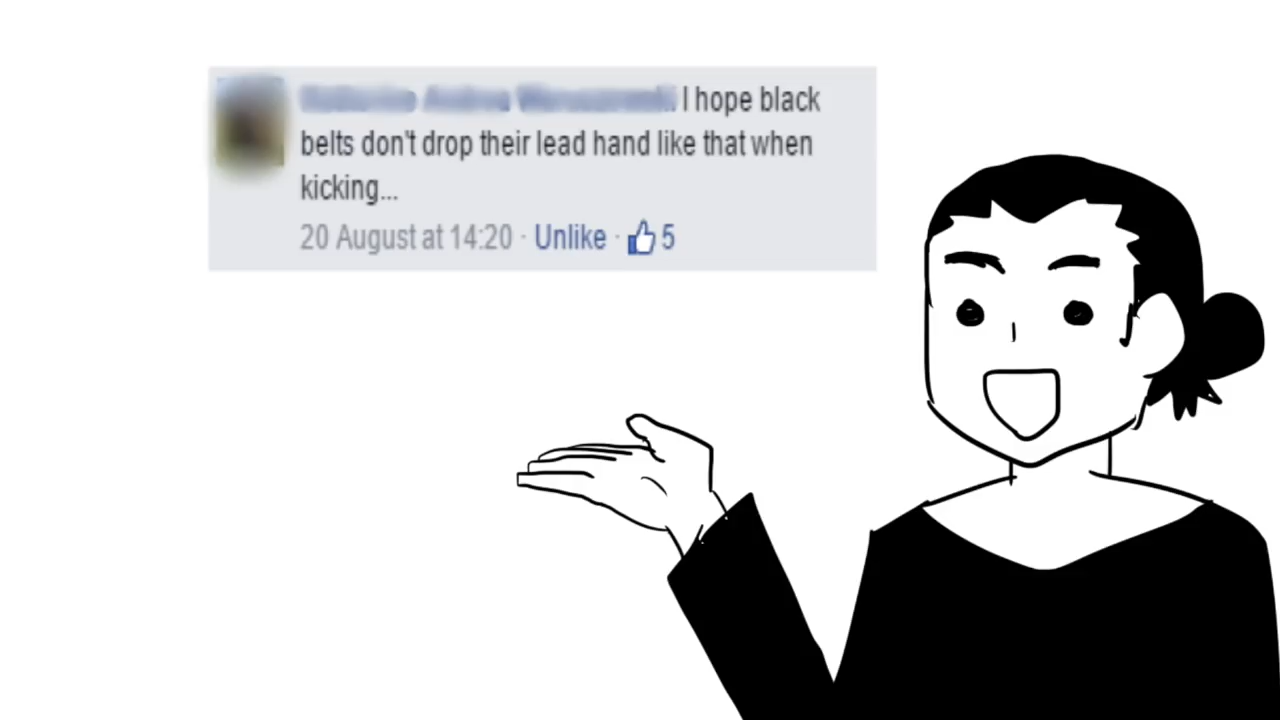 I hope black
belts don't drop their lead hand like that when
kicking...
20 August at 14:20 · Unlike · 5